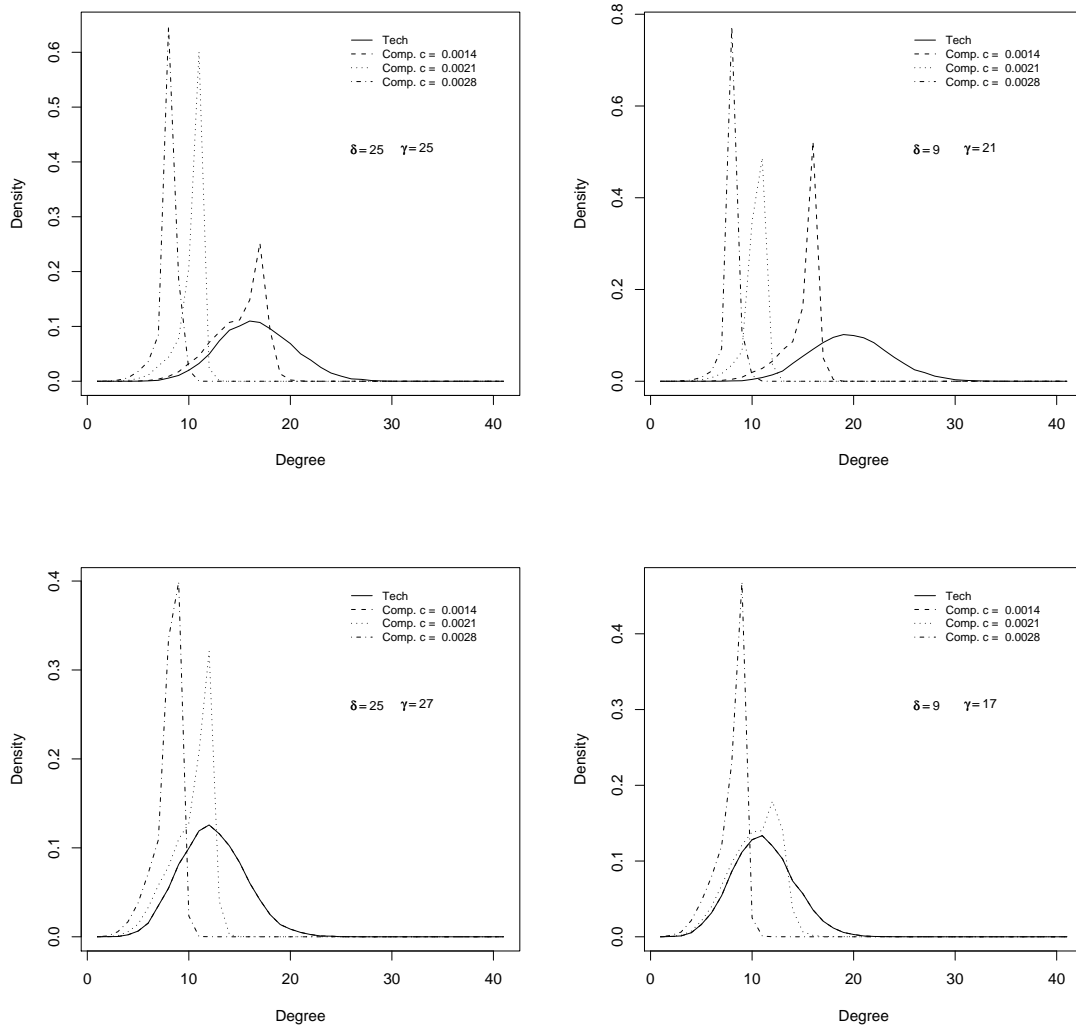 Density
0.0 0.1 0.2 0.3 0.4 0.5 0.6
Tech
Comp. c = 0.0014
Comp. c = 0.0021
Comp. c = 0.0028
δ=25 γ=25
0 10 20 30 40
Degree
Density
0.0 0.2 0.4 0.6 0.8
Tech
Comp. c = 0.0014
Comp. c = 0.0021
Comp. c = 0.0028
δ=9 γ=21
0 10 20 30 40
Degree
Density
0.0 0.1 0.2 0.3 0.4
Tech
Comp. c = 0.0014
Comp. c = 0.0021
Comp. c = 0.0028
δ=25 γ=27
0 10 20 30 40
Degree
Density
0.0 0.1 0.2 0.3 0.4
Tech
Comp. c = 0.0014
Comp. c = 0.0021
Comp. c = 0.0028
δ=9 γ=17
0 10 20 30 40
Degree